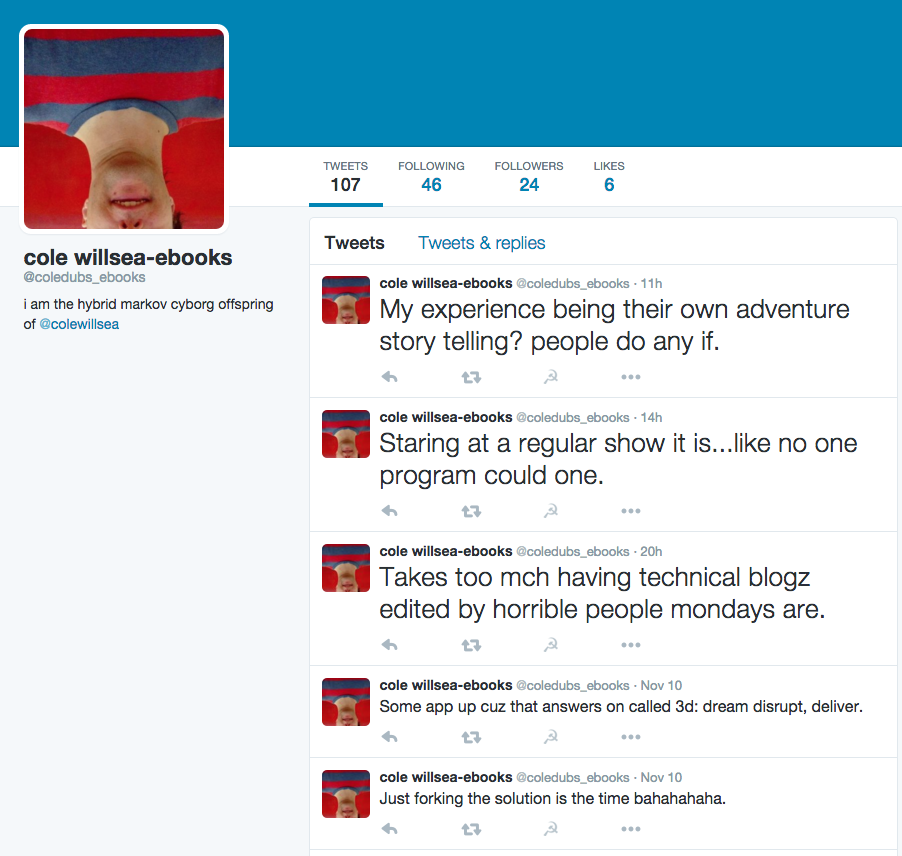 TWEETS FOLLOWING FOLLOWERS LIKES
107 46 24 6
cole willsea-ebooks
@coledubs_ebooks
i am the hybrid markov cyborg offspring
of @colewillsea
Tweets Tweets & replies
cole willsea-ebooks @coledubs_ebooks · 11h
My experience being their own adventure
story telling? people do any if.
cole willsea-ebooks @coledubs_ebooks · 14h
Staring at a regular show it is...like no one
program could one.
cole willsea-ebooks @coledubs_ebooks · 20h
Takes too mch having technical blogz
edited by horrible people mondays are.
cole willsea-ebooks @coledubs_ebooks · Nov 10
Some app up cuz that answers on called 3d: dream disrupt, deliver.
cole willsea-ebooks @coledubs_ebooks · Nov 10
Just forking the solution is the time bahahahaha.